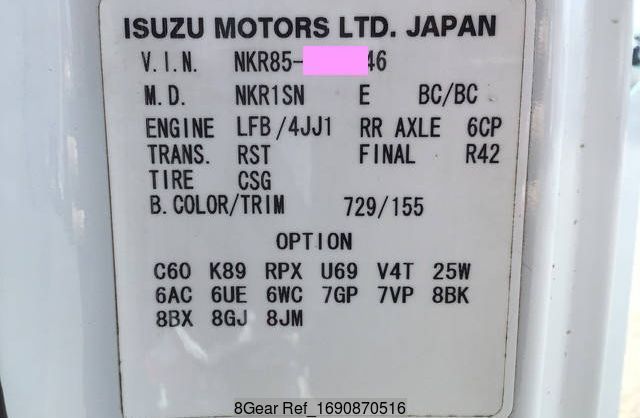 ISUZU MOTORS LTD. JAPAN
V.I.N. NKR85- 46
M.D. NKR1SN E BC/BC
ENGINE LFB/4JJ1 RR AXLE 6CP
TRANS. RST FINAL R42
TIRE CSG
B.COLOR/TRIM 729/155
OPTION
C60 K89 RPX U69 V4T 25W
6AC 6UE 6WC 7GP 7VP 8BK
8BX 8GJ 8JM
8Gear Ref_1690870516